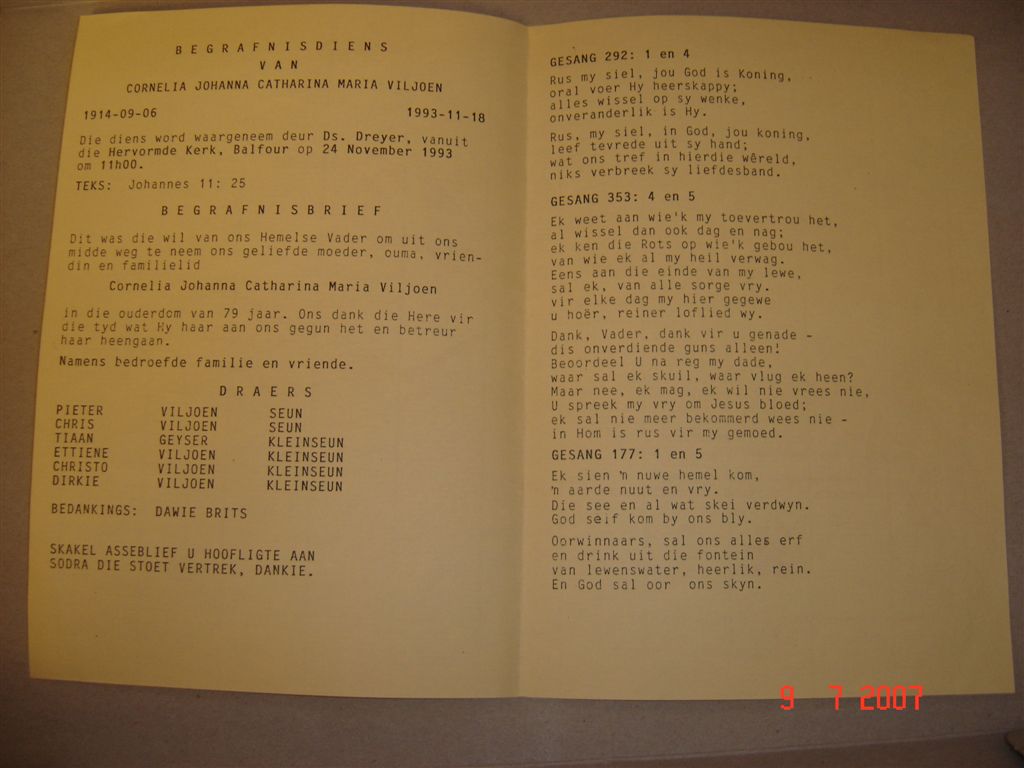 B E G R A F N I S D I E N S
V A N
CORNELIA JOHANNA CATHARINA MARIA VILJOEN
1914-09-06 1993-11-18
Die diens word waargeneem deur Ds. Dreyer, vanuit
die Hervormde Kerk, Balfour op 24 November 1993
om 11h00.
TEKS: Johannes 11: 25
B E G R A F N I S B R I E F
Dit was die wil van ons Hemelse Vader om uit ons
midde weg te neem ons geliefde moeder, ouma, vrien-
din en familielid
Cornelia Johanna Catharina Maria Viljoen
in die ouderdom van 79 jaar. Ons dank die Here vir
die tyd wat Hy haar aan ons gegun het en betreur
haar heengaan.
Namens bedroefde familie en vriende.
D R A E R S
PIETER VILJOEN SEUN
CHRIS VILJOEN SEUN
TIAAN GEYSER KLEINSEUN
ETTIENE VILJOEN KLEINSEUN
CHRISTO VILJOEN KLEINSEUN
DIRKIE VILJOEN KLEINSEUN
BEDANKINGS: DAWIE BRITS
SKAKEL ASSEBLIEF U HOOFLIGTE AAN
SODRA DIE STOET VERTREK, DANKIE.
GESANG 292: 1 en 4
Rus my siel, jou God is Koning,
oral voer Hy heerskappy;
alles wissel op sy wenke,
onveranderlik is Hy.
Rus, my siel, in God, jou koning,
leef tevrede uit sy hand;
wat ons tref in hierdie wêreld,
niks verbreek sy liefdesband.
GESANG 353: 4 en 5
Ek weet aan wie'k my toevertrou het,
al wissel dan ook dag en nag;
ek ken die Rots op wie'k gebou het,
van wie ek al my heil verwag.
Eens aan die einde van my lewe,
sal ek, van alle sorge vry.
vir elke dag my hier gegewe
u hoër, reiner loflied wy.
Dank, Vader, dank vir u genade -
dis onverdiende guns alleen!
Beoordeel U na reg my dade,
waar sal ek skuil, waar vlug ek heen?
Maar nee, ek mag, ek wil nie vrees nie,
U spreek my vry om Jesus bloed;
ek sal nie meer bekommerd wees nie -
in Hom is rus vir my gemoed.
GESANG 177: 1 en 5
Ek sien 'n nuwe hemel kom,
'n aarde nuut en vry.
Die see en al wat skei verdwyn.
God self kom by ons bly.
Oorwinnaars, sal ons alles erf
en drink uit die fontein
van lewenswater, heerlik, rein.
En God sal oor ons skyn.
9 7 2007